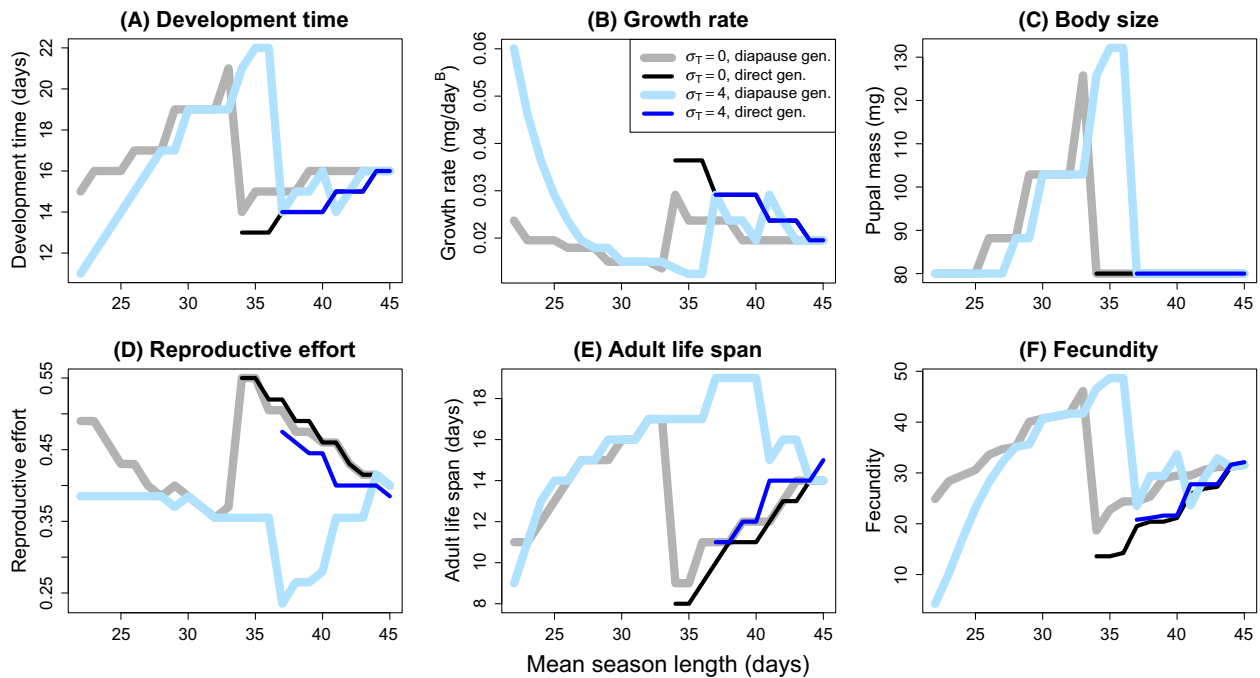 (A) Development time
Development time (days)
12 14 16 18 20 22
25 30 35 40 45
(B) Growth rate
Growth rate (mg/day B)
0.02 0.03 0.04 0.05 0.06
25 30 35 40 45
σT = 0, diapause gen.
σT = 0, direct gen.
σT = 4, diapause gen.
σT = 4, direct gen.
(C) Body size
Pupal mass (mg)
80 90 100 110 130
25 30 35 40 45
(D) Reproductive effort
Reproductive effort
0.25 0.35 0.45 0.55
25 30 35 40 45
(E) Adult life span
Adult life span (days)
8 10 12 14 16 18
25 30 35 40 45
(F) Fecundity
Fecundity
10 20 30 40 50
25 30 35 40 45
Mean season length (days)